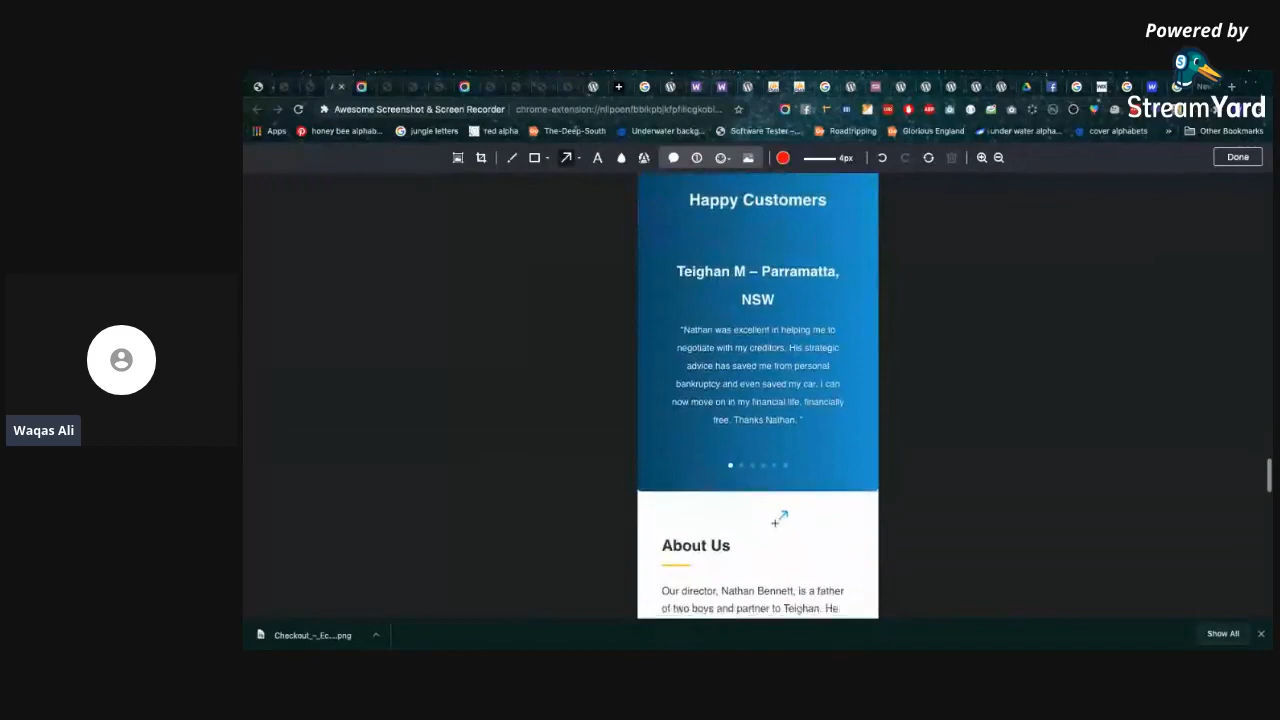 Powered by
StreamYard
Awesome Screenshot & Screen Recorder
Apps
honey bee alphab...
jungle letters
red alpha
The-Deep-South
Underwater backg...
Software Tester –...
Roadtripping
Glorious England
under water alpha...
cover alphabets
»
Other Bookmarks
4px
Done
Happy Customers
Teighan M – Parramatta,
NSW
"Nathan was excellent in helping me to
negotiate with my creditors. His strategic
advice has saved me from personal
bankruptcy and even saved my car. I can
now move on in my financial life, financially
free. Thanks Nathan. "
About Us
Our director, Nathan Bennett, is a father
of two boys and partner to Teighan. He
Waqas Ali
Checkout_–_Ec....png
Show All